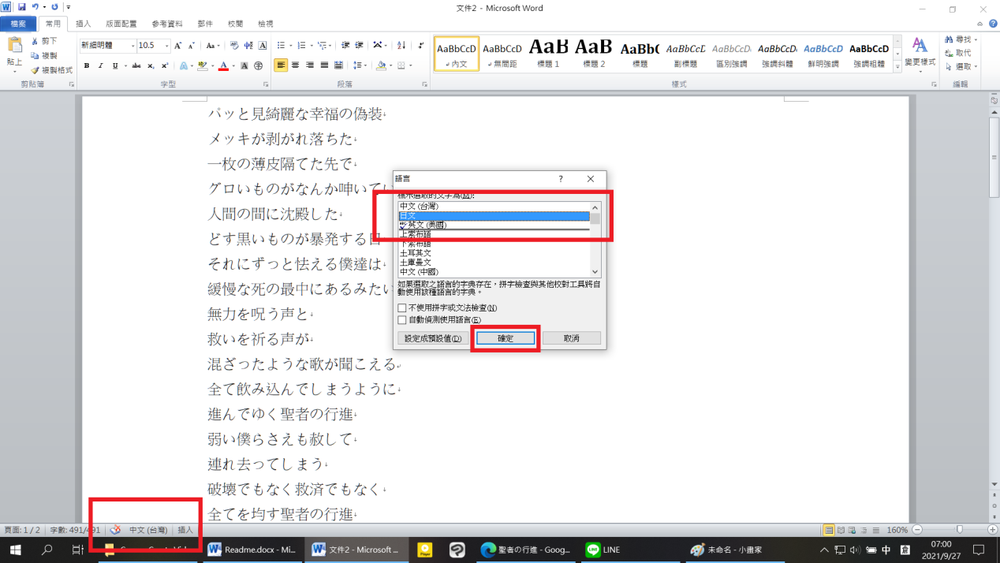 文件2 - Microsoft Word
檔案 常用 插入 版面配置 參考資料 郵件 校閱 檢視
貼上
剪下
複製
複製格式
剪貼簿
新細明體 10.5
字型
段落
AaBbCcD AaBbCcD AaB AaB AaBb( AaBbCcL AaBbCcDi AaBbCcDι AaBbCcD AaBbCcD
內文 無間距 標題 1 標題 2 標題 副標題 區別強調 強調斜體 鮮明強調 強調粗體
變更樣式
樣式
尋找
取代
選取
編輯
パッと見綺麗な幸福の偽装
メッキが剥がれ落ちた
一枚の薄皮隔てた先で
グロいものがなんか呻いてい
人間の間に沈殿した
どす黒いものが暴発する日
それにずっと怯える僕達は
緩慢な死の最中にあるみたい
無力を呪う声と
救いを祈る声が
混ざったような歌が聞こえる
全て飲み込んでしまうように
進んでゆく聖者の行進
弱い僕らさえも赦して
連れ去ってしまう
破壊でもなく救済でもなく
全てを均す聖者の行進
語言
標示選取的文字為(M):
中文 (台灣)
日文
英文 (美國)
上索布語
下索布語
土耳其文
土庫曼文
中文 (中國)
如果選取之語言的字典存在，拼字檢查與其他校對工具將自
動使用該種語言的字典。
不使用拼字或文法檢查(N)
自動偵測使用語言(E)
設定成預設值(D) 確定 取消
頁面: 1 / 2 字數: 491/491 中文 (台灣) 插入 160%
Readme.docx - Mi... 文件2 - Microsoft ... 聖者の行進 - Goog... LINE 未命名 - 小畫家 中 07:00
2021/9/27